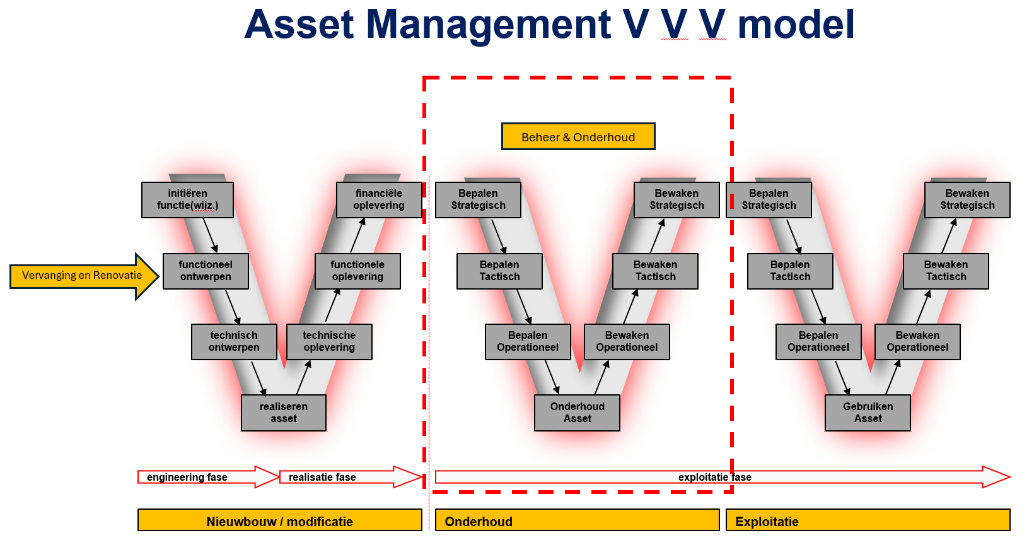 Asset Management V V V model
Beheer & Onderhoud
initiëren
functie(wijz.)
financiële
oplevering
Bepalen
Strategisch
Bewaken
Strategisch
Bepalen
Strategisch
Bewaken
Strategisch
Vervanging en Renovatie
functioneel
ontwerpen
functionele
oplevering
Bepalen
Tactisch
Bewaken
Tactisch
Bepalen
Tactisch
Bewaken
Tactisch
technisch
ontwerpen
technische
oplevering
Bepalen
Operationeel
Bewaken
Operationeel
Bepalen
Operationeel
Bewaken
Operationeel
realiseren
asset
Onderhoud
Asset
Gebruiken
Asset
engineering fase
realisatie fase
exploitatie fase
Nieuwbouw / modificatie
Onderhoud
Exploitatie